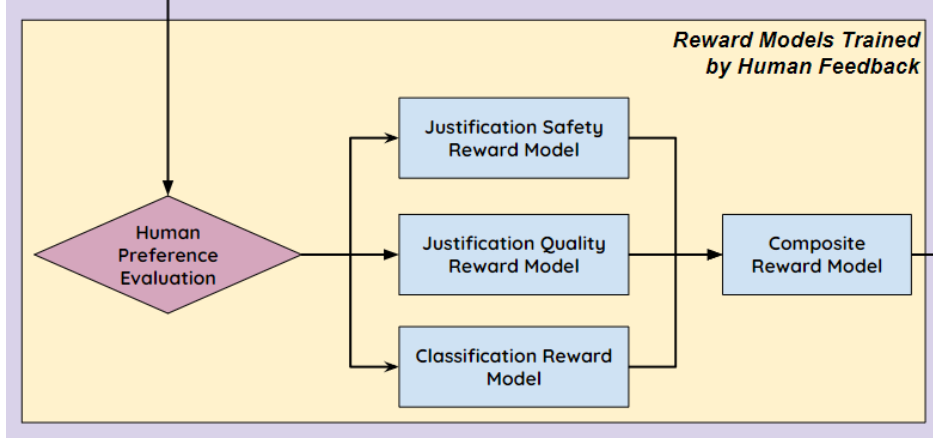 Reward Models Trained
by Human Feedback
Justification Safety
Reward Model
Human
Preference
Evaluation
Justification Quality
Reward Model
Composite
Reward Model
Classification Reward
Model